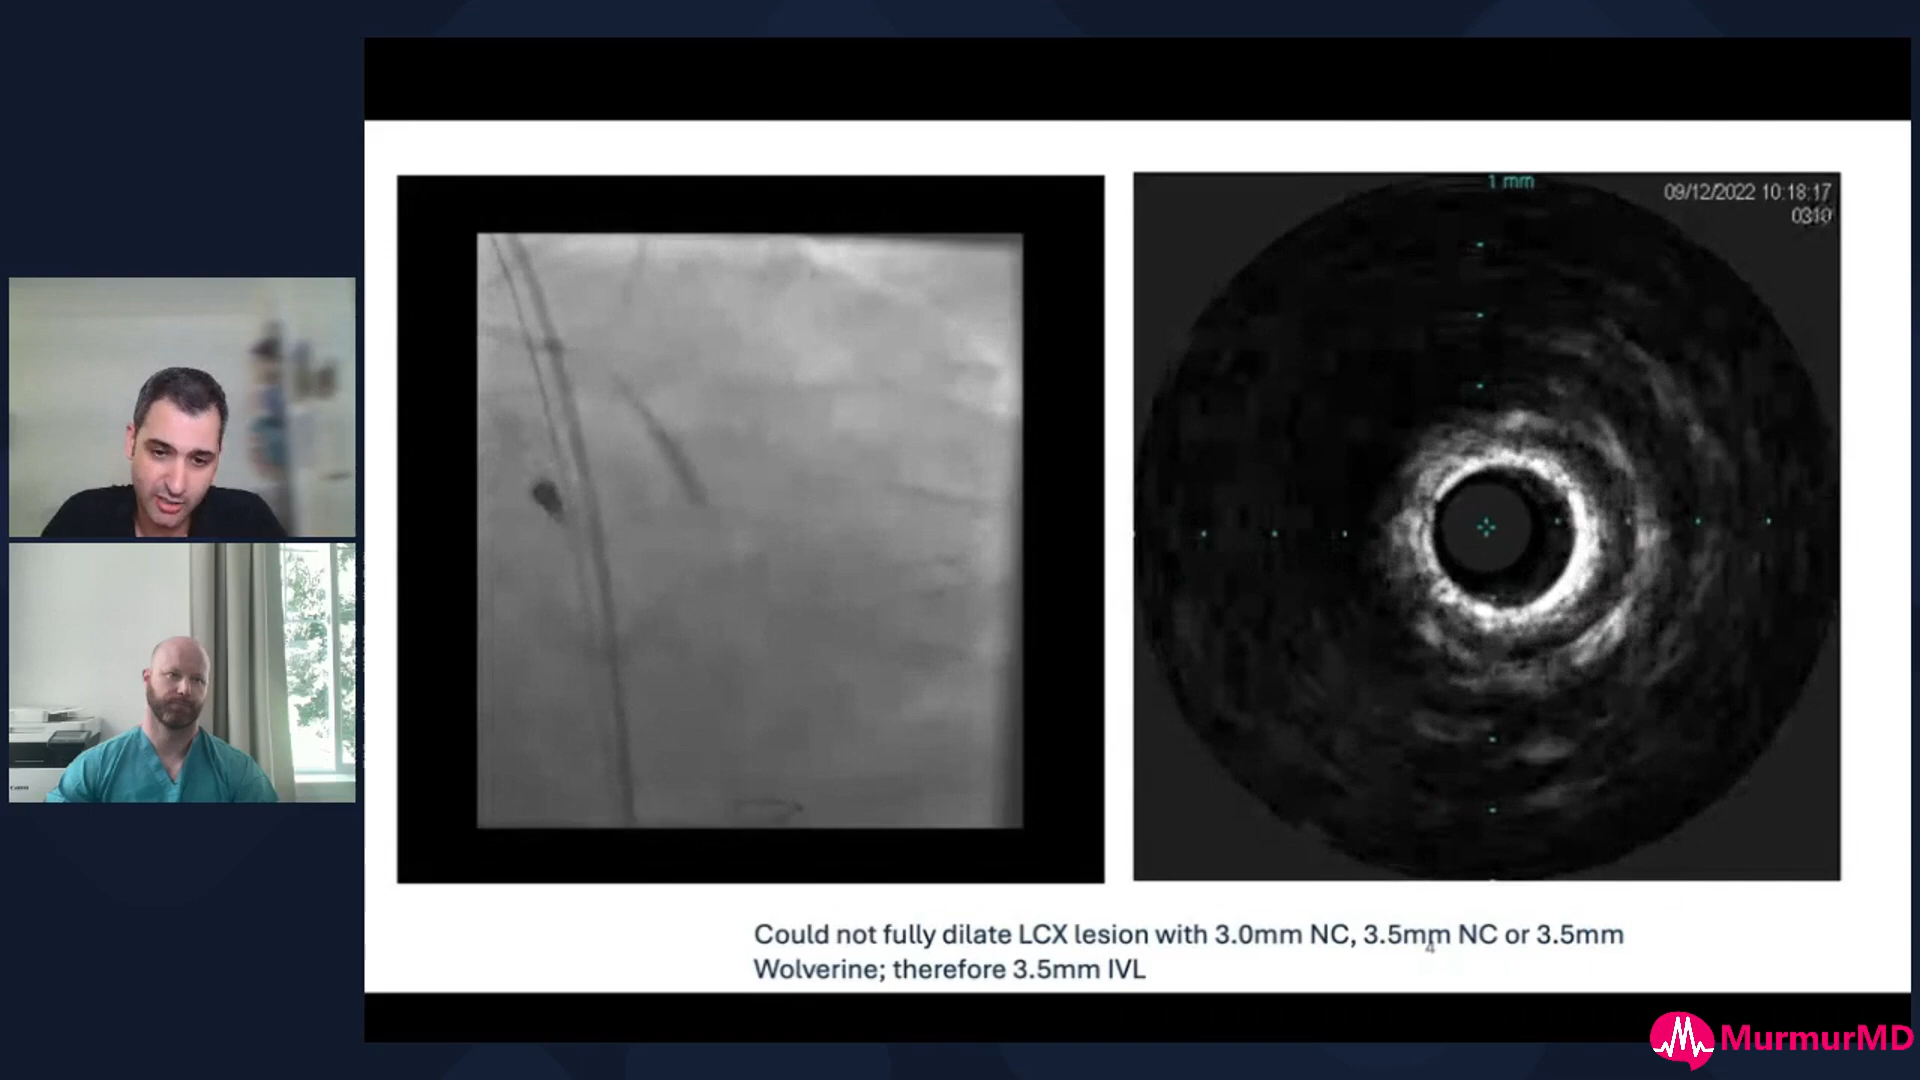 1 mm
09/12/2022 10:18:17
0310
Could not fully dilate LCX lesion with 3.0mm NC, 3.5mm NC or 3.5mm
Wolverine; therefore 3.5mm IVL
4
MurmurMD